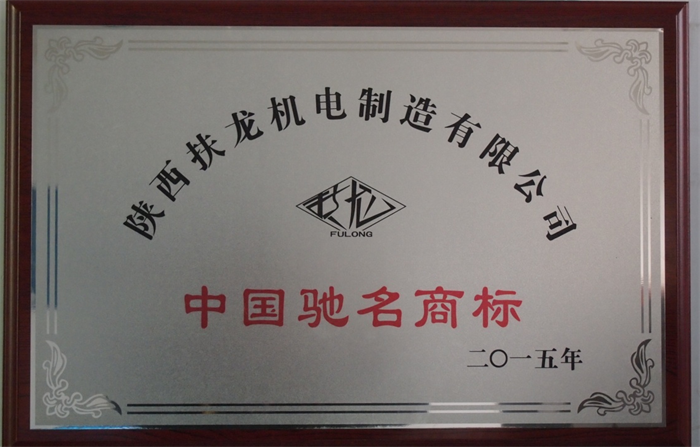 陕西扶龙机电制造有限公司
扶龙
FULONG
中国驰名商标
二〇一五年